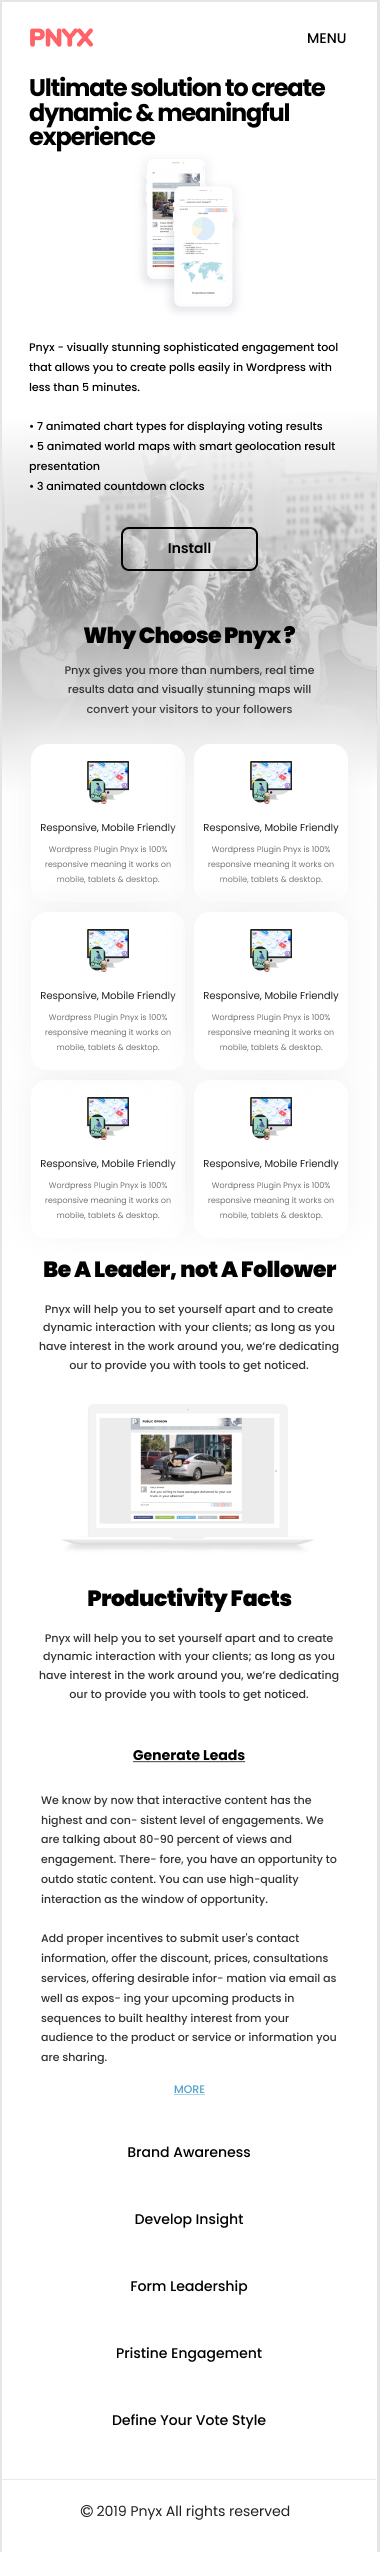 PNYX
MENU
Ultimate solution to create
dynamic & meaningful
experience
Pnyx - visually stunning sophisticated engagement tool
that allows you to create polls easily in Wordpress with
less than 5 minutes.
• 7 animated chart types for displaying voting results
• 5 animated world maps with smart geolocation result
presentation
• 3 animated countdown clocks
Install
Why Choose Pnyx ?
Pnyx gives you more than numbers, real time
results data and visually stunning maps will
convert your visitors to your followers
Responsive, Mobile Friendly
Wordpress Plugin Pnyx is 100%
responsive meaning it works on
mobile, tablets & desktop.
Responsive, Mobile Friendly
Wordpress Plugin Pnyx is 100%
responsive meaning it works on
mobile, tablets & desktop.
Responsive, Mobile Friendly
Wordpress Plugin Pnyx is 100%
responsive meaning it works on
mobile, tablets & desktop.
Responsive, Mobile Friendly
Wordpress Plugin Pnyx is 100%
responsive meaning it works on
mobile, tablets & desktop.
Responsive, Mobile Friendly
Wordpress Plugin Pnyx is 100%
responsive meaning it works on
mobile, tablets & desktop.
Responsive, Mobile Friendly
Wordpress Plugin Pnyx is 100%
responsive meaning it works on
mobile, tablets & desktop.
Be A Leader, not A Follower
Pnyx will help you to set yourself apart and to create
dynamic interaction with your clients; as long as you
have interest in the work around you, we're dedicating
our to provide you with tools to get noticed.
PUBLIC OPINION
Are you willing to have packages delivered to your car
trunk in your absence?
Productivity Facts
Pnyx will help you to set yourself apart and to create
dynamic interaction with your clients; as long as you
have interest in the work around you, we're dedicating
our to provide you with tools to get noticed.
Generate Leads
We know by now that interactive content has the
highest and con- sistent level of engagements. We
are talking about 80-90 percent of views and
engagement. There- fore, you have an opportunity to
outdo static content. You can use high-quality
interaction as the window of opportunity.
Add proper incentives to submit user's contact
information, offer the discount, prices, consultations
services, offering desirable infor- mation via email as
well as expos- ing your upcoming products in
sequences to built healthy interest from your
audience to the product or service or information you
are sharing.
MORE
Brand Awareness
Develop Insight
Form Leadership
Pristine Engagement
Define Your Vote Style
© 2019 Pnyx All rights reserved